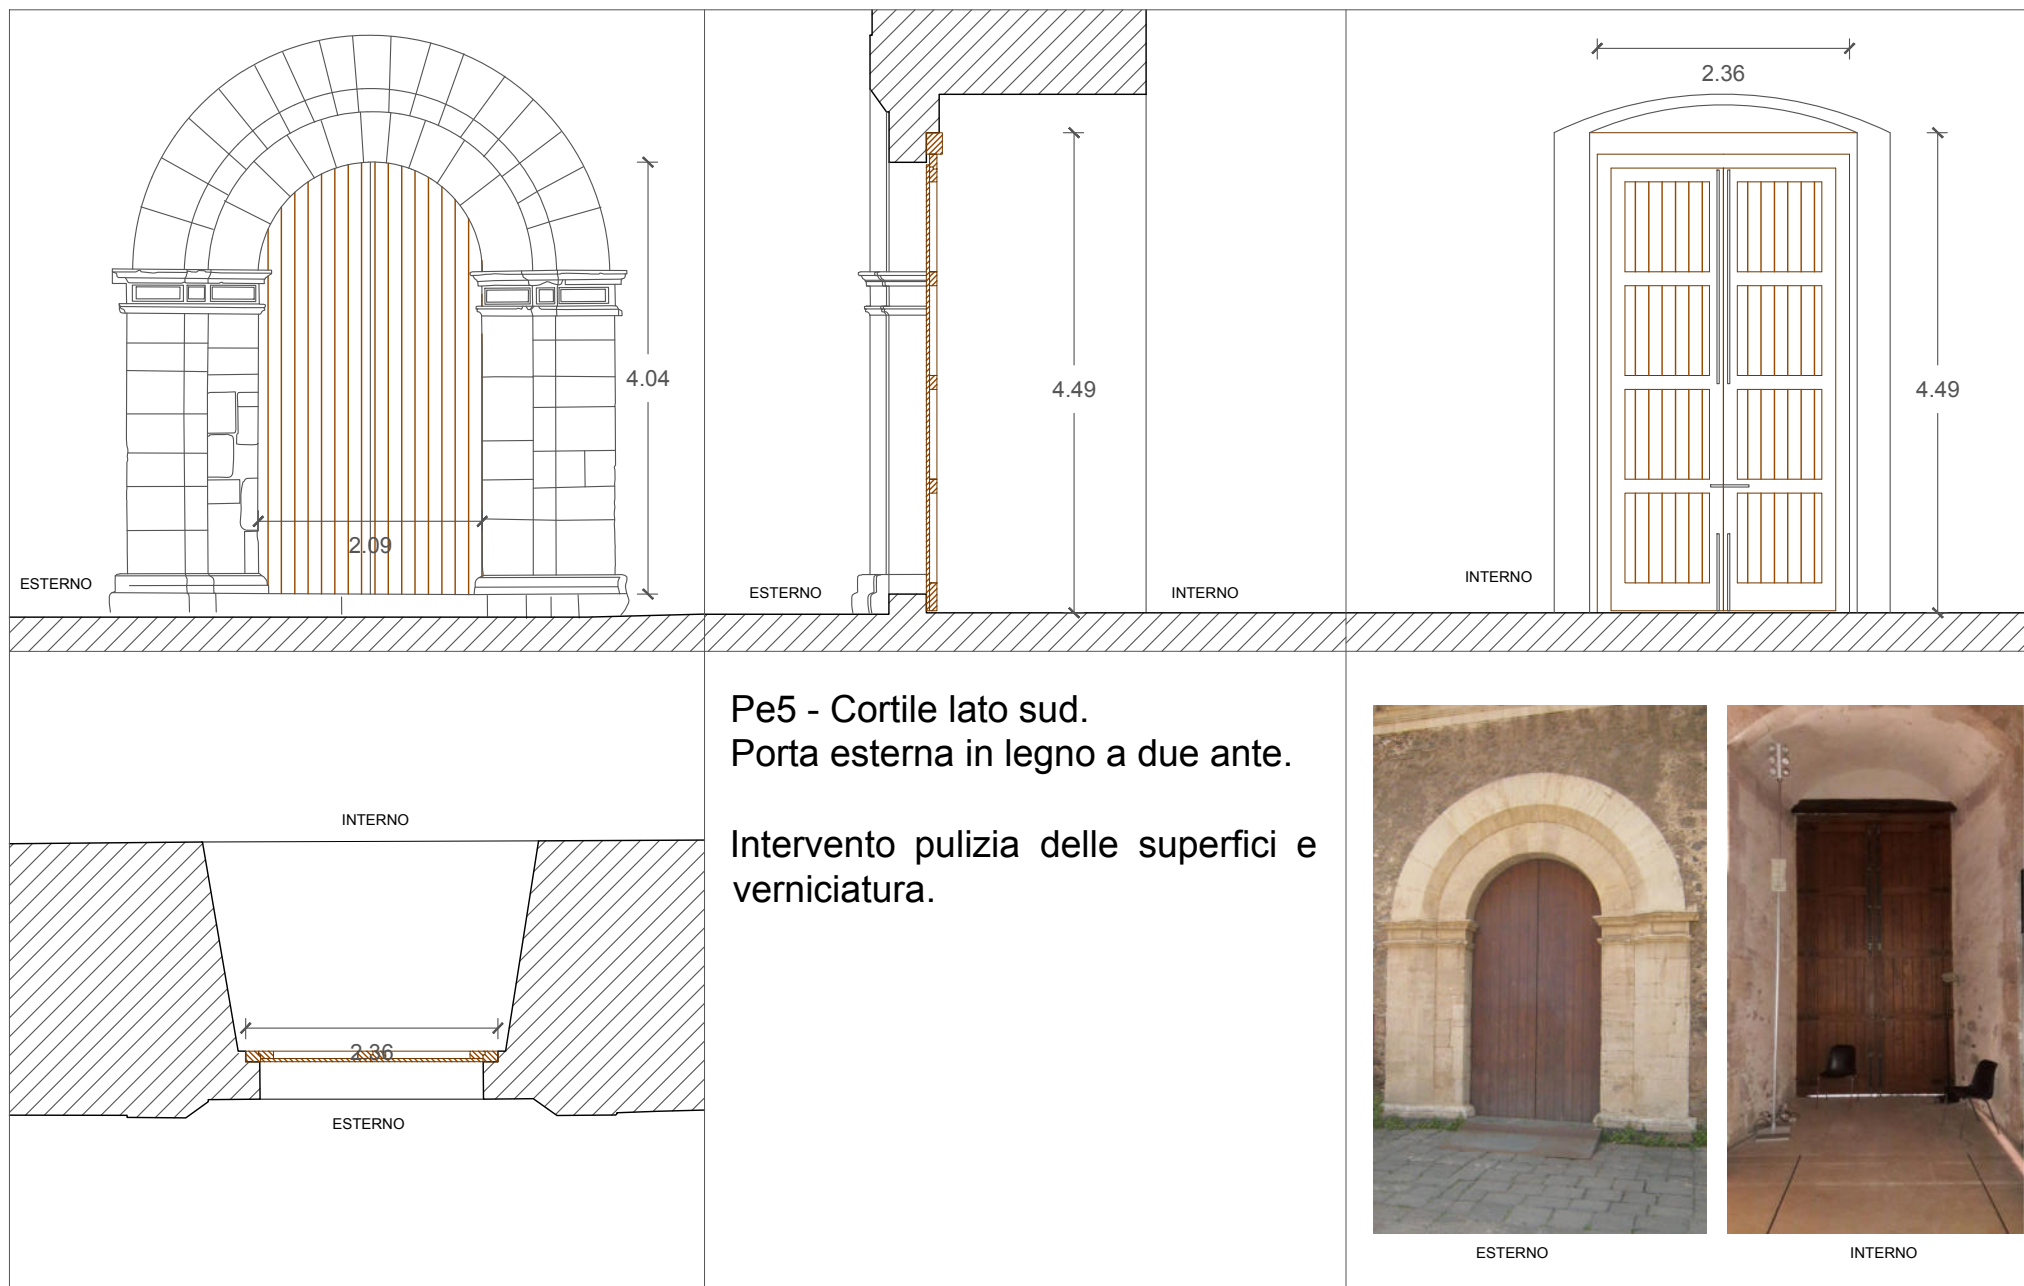 2.36
4.04
4.49
4.49
2.09
ESTERNO
ESTERNO
INTERNO
INTERNO
Pe5 - Cortile lato sud.
Porta esterna in legno a due ante.
Intervento pulizia delle superfici e
verniciatura.
INTERNO
2.36
ESTERNO
ESTERNO
INTERNO